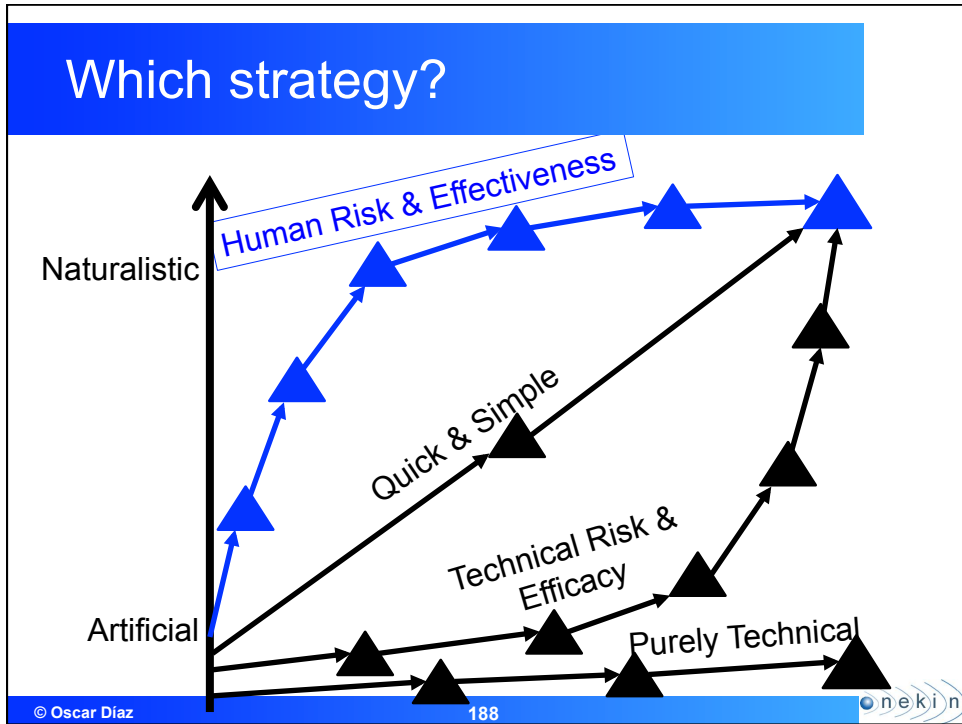 Which strategy?
Human Risk & Effectiveness
Naturalistic
Quick & Simple
Technical Risk &
Efficacy
Artificial
Purely Technical
© Oscar Díaz
188
onekin